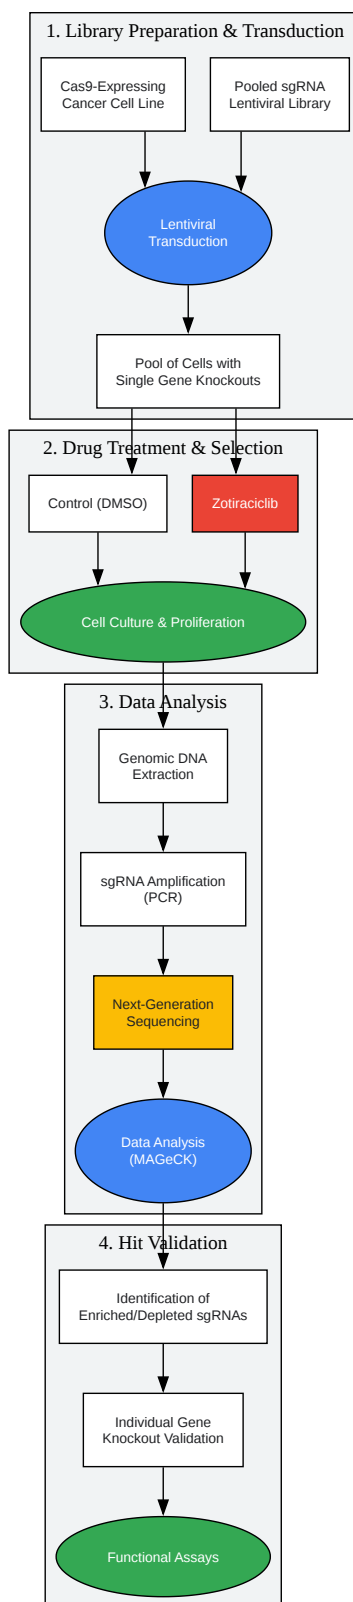 1. Library Preparation & Transduction
Cas9-Expressing
Cancer Cell Line
Pooled sgRNA
Lentiviral Library
Lentiviral
Transduction
Pool of Cells with
Single Gene Knockouts
2. Drug Treatment & Selection
Control (DMSO)
Zotiraciclib
Cell Culture & Proliferation
3. Data Analysis
Genomic DNA
Extraction
sgRNA Amplification
(PCR)
Next-Generation
Sequencing
Data Analysis
(MAGeCK)
4. Hit Validation
Identification of
Enriched/Depleted sgRNAs
Individual Gene
Knockout Validation
Functional Assays